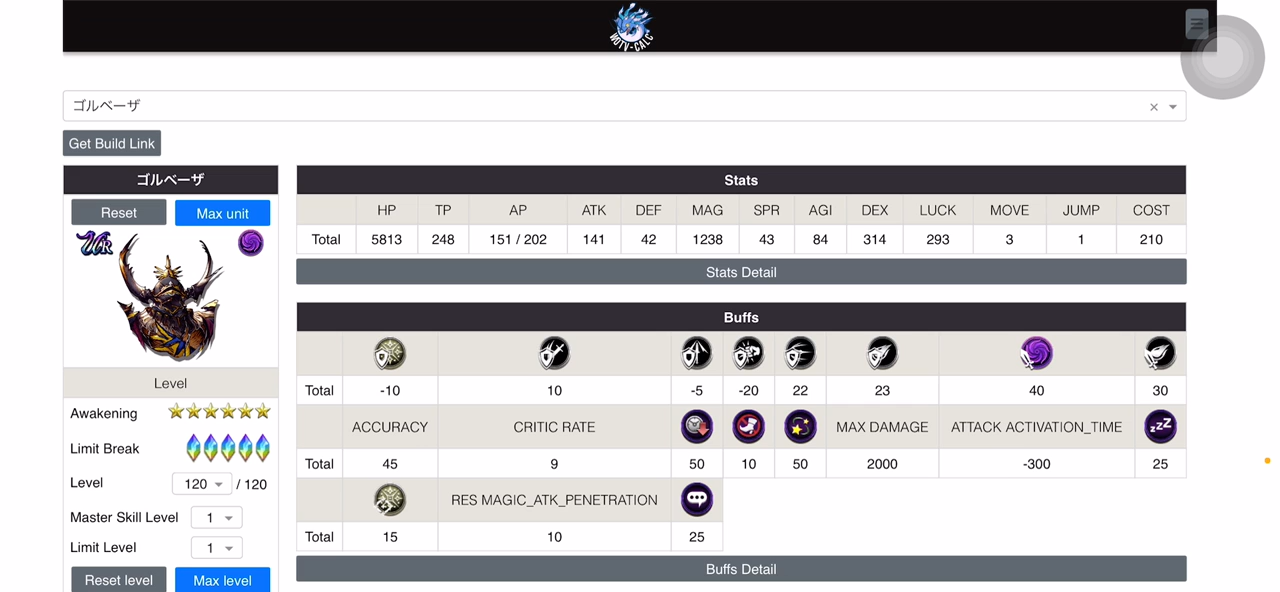 WOTV-CALC
ゴルベーザ
Get Build Link
ゴルベーザ
Reset Max unit
UR
Level
Awakening
Limit Break
Level 120 / 120
Master Skill Level 1
Limit Level 1
Reset level Max level
Stats
HP TP AP ATK DEF MAG SPR AGI DEX LUCK MOVE JUMP COST
Total 5813 248 151 / 202 141 42 1238 43 84 314 293 3 1 210
Stats Detail
Buffs
Total -10 10 -5 -20 22 23 40 30
ACCURACY CRITIC RATE MAX DAMAGE ATTACK ACTIVATION_TIME zzZ
Total 45 9 50 10 50 2000 -300 25
RES MAGIC_ATK_PENETRATION
Total 15 10 25
Buffs Detail